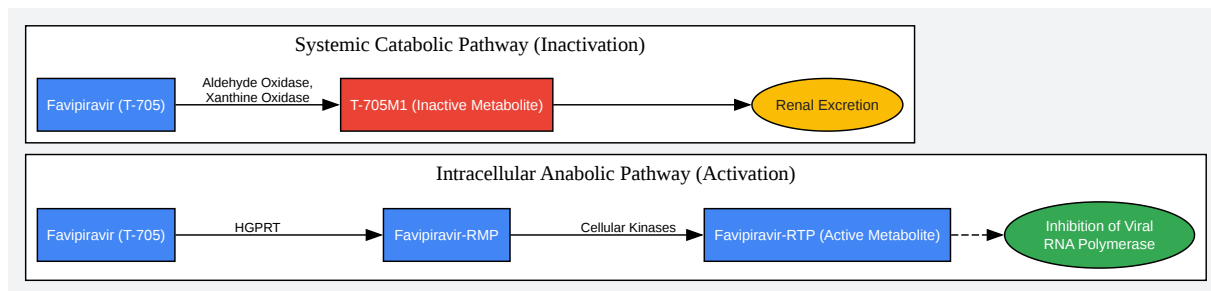 Systemic Catabolic Pathway (Inactivation)
Favipiravir (T-705)
Aldehyde Oxidase,
Xanthine Oxidase
T-705M1 (Inactive Metabolite)
Renal Excretion
Intracellular Anabolic Pathway (Activation)
Favipiravir (T-705)
HGPRT
Favipiravir-RMP
Cellular Kinases
Favipiravir-RTP (Active Metabolite)
Inhibition of Viral
RNA Polymerase